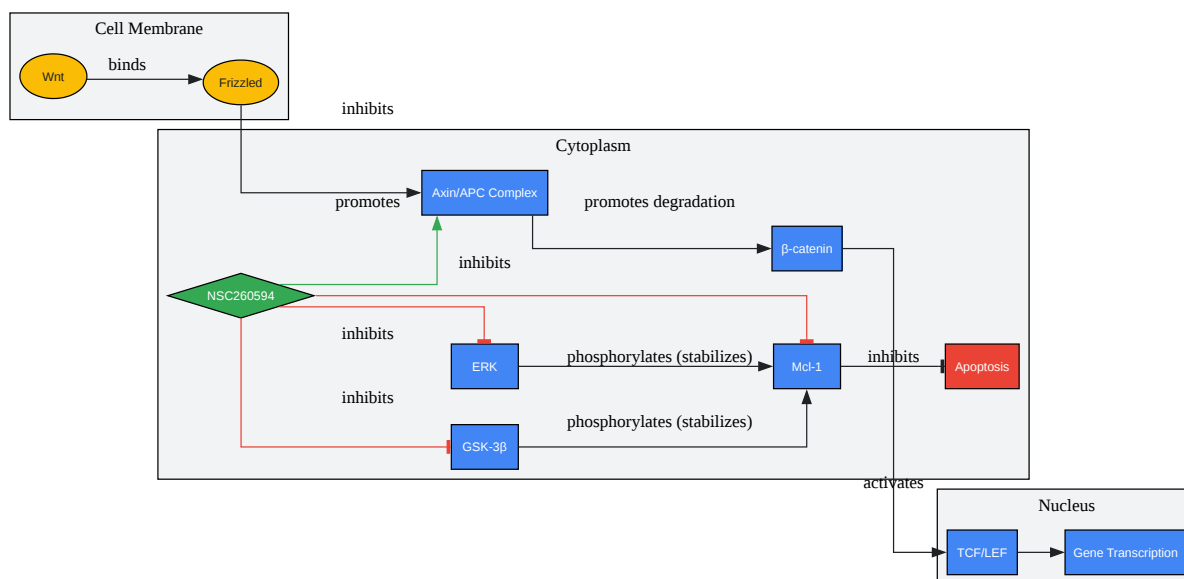 Cell Membrane
Wnt
binds
Frizzled
inhibits
Cytoplasm
Axin/APC Complex
promotes
promotes degradation
β-catenin
inhibits
NSC260594
inhibits
ERK
phosphorylates (stabilizes)
Mcl-1
inhibits
Apoptosis
inhibits
phosphorylates (stabilizes)
GSK-3β
activates
Nucleus
TCF/LEF
Gene Transcription